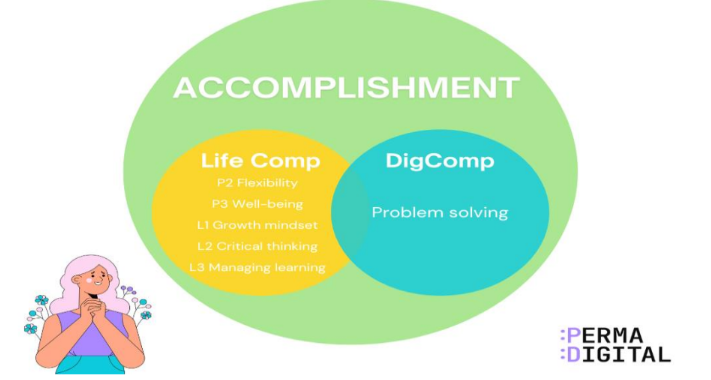 ACCOMPLISHMENT
Life Comp
P2 Flexibility
P3 Well-being
L1 Growth mindset
L2 Critical thinking
L3 Managing learning
DigComp
Problem solving
:PERMA
:DIGITAL